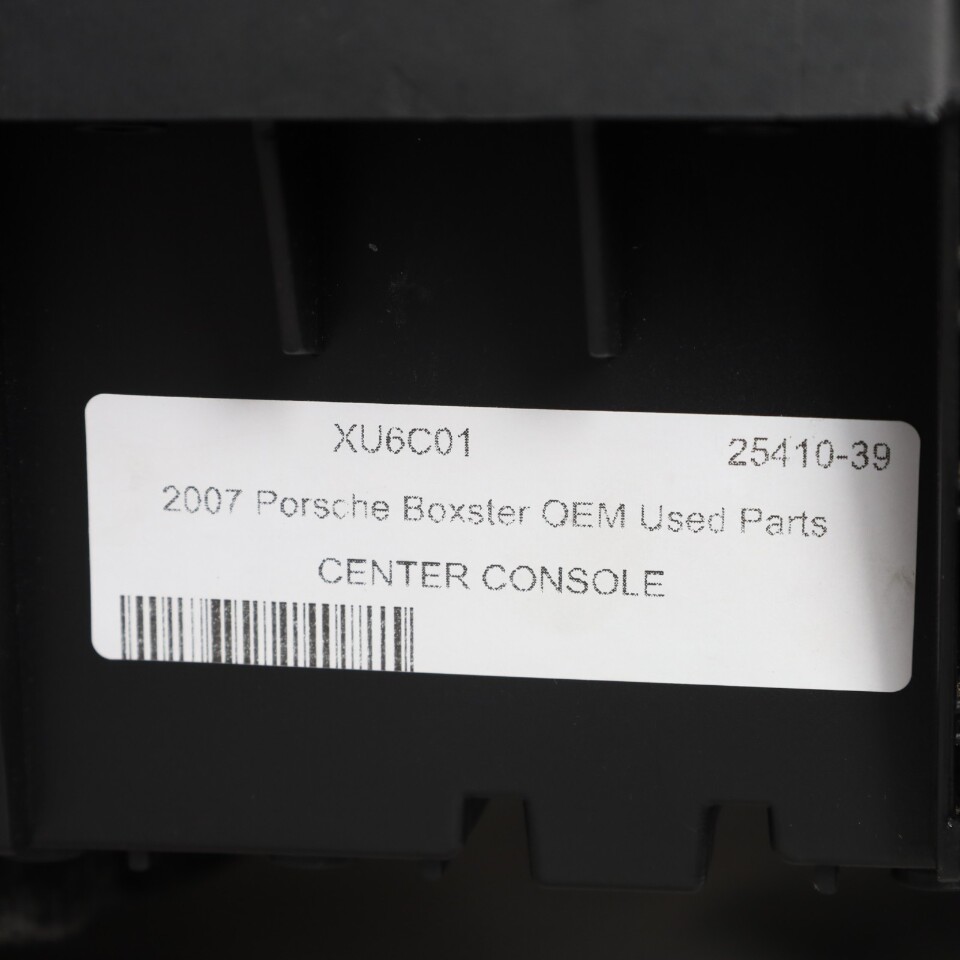 XU6C01 25410-39
2007 Porsche Boxster OEM Used Parts
CENTER CONSOLE